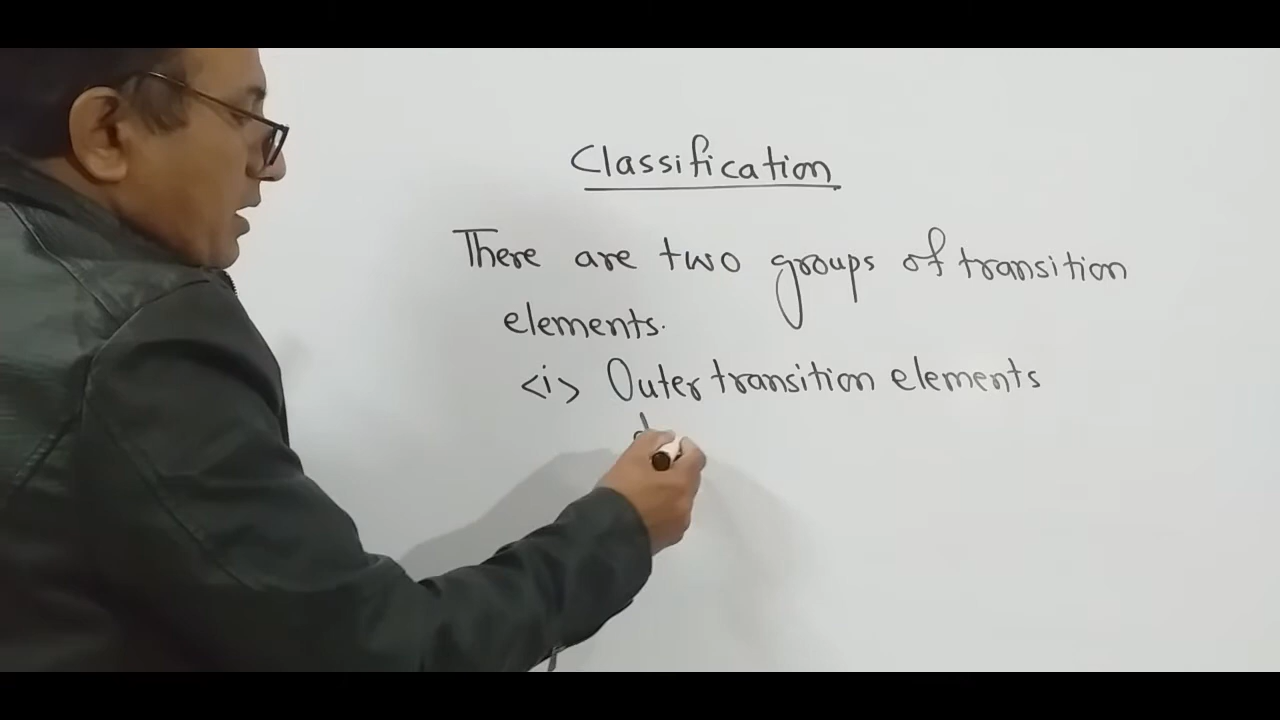 Classification
There are two groups of transition
elements.
<i> Outer transition elements